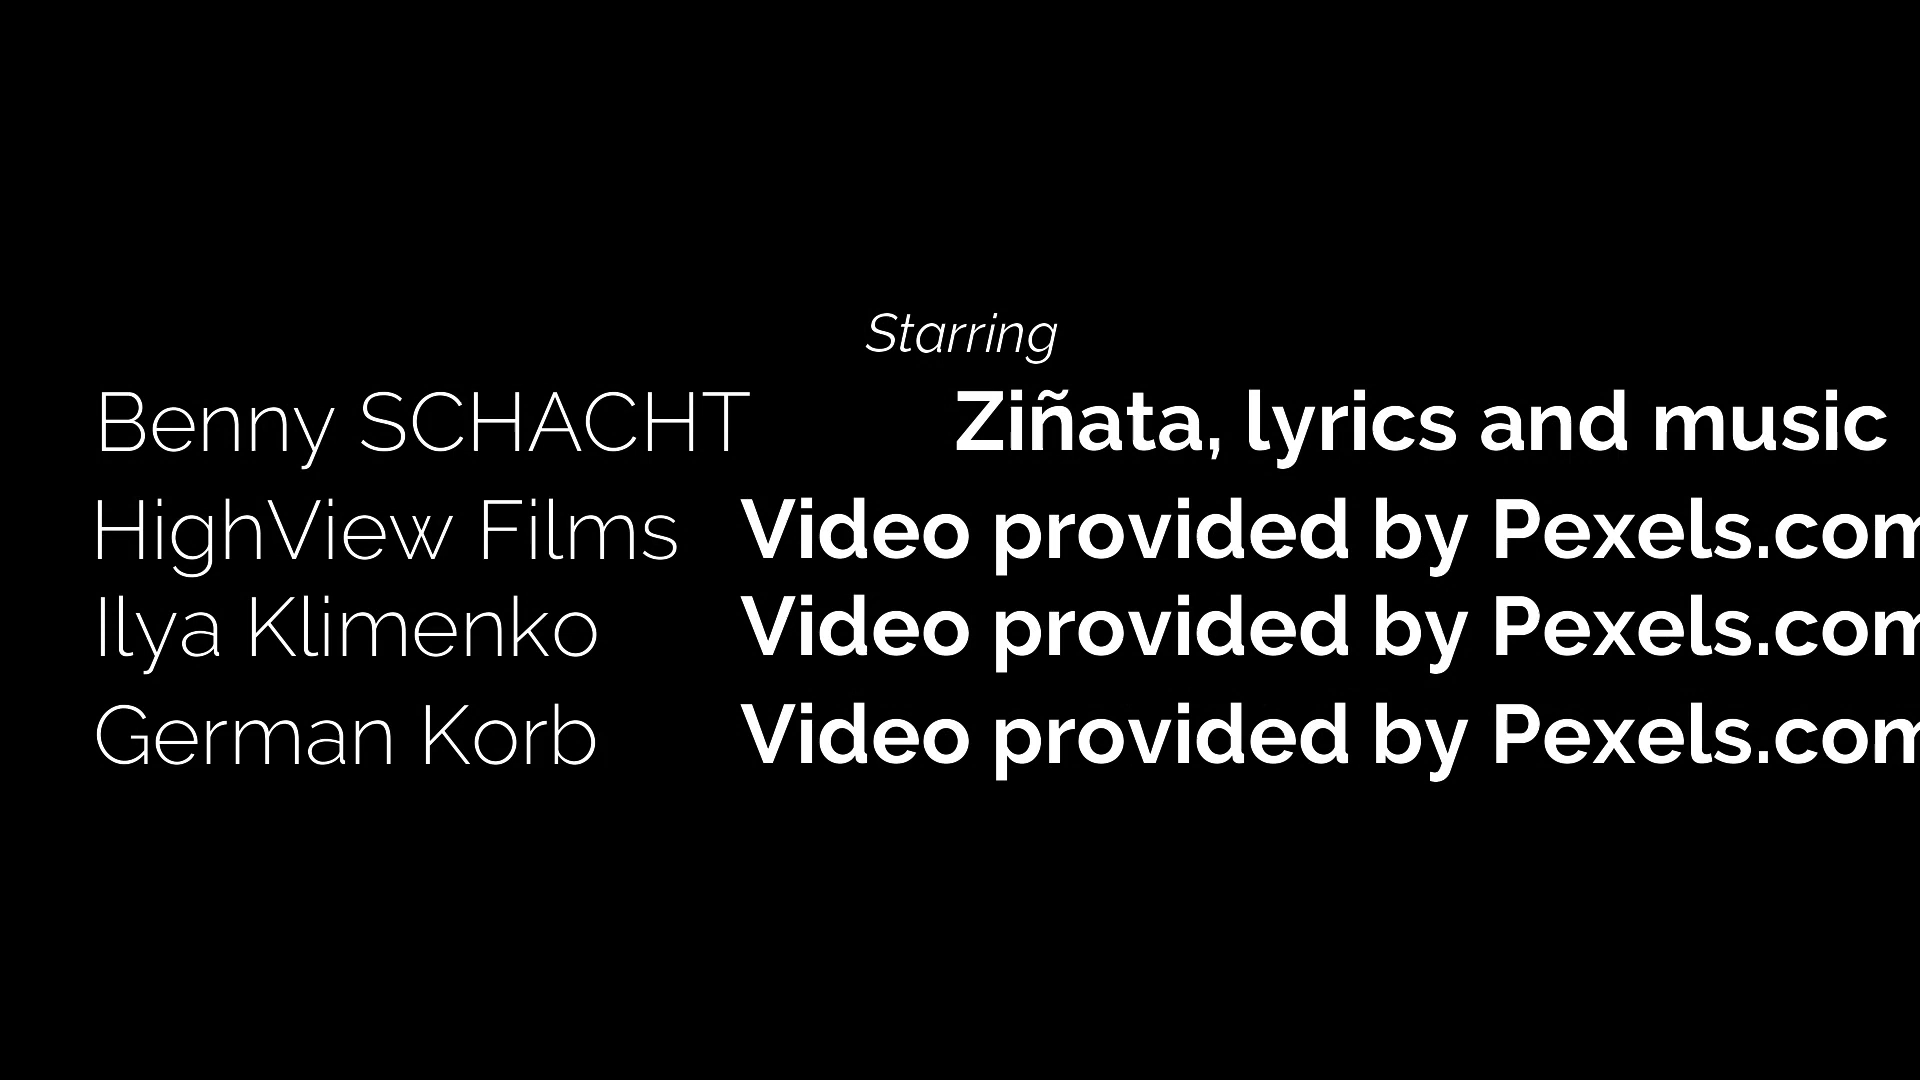 Starring
Benny SCHACHT Ziñata, lyrics and music
HighView Films Video provided by Pexels.com
Ilya Klimenko Video provided by Pexels.com
German Korb Video provided by Pexels.com